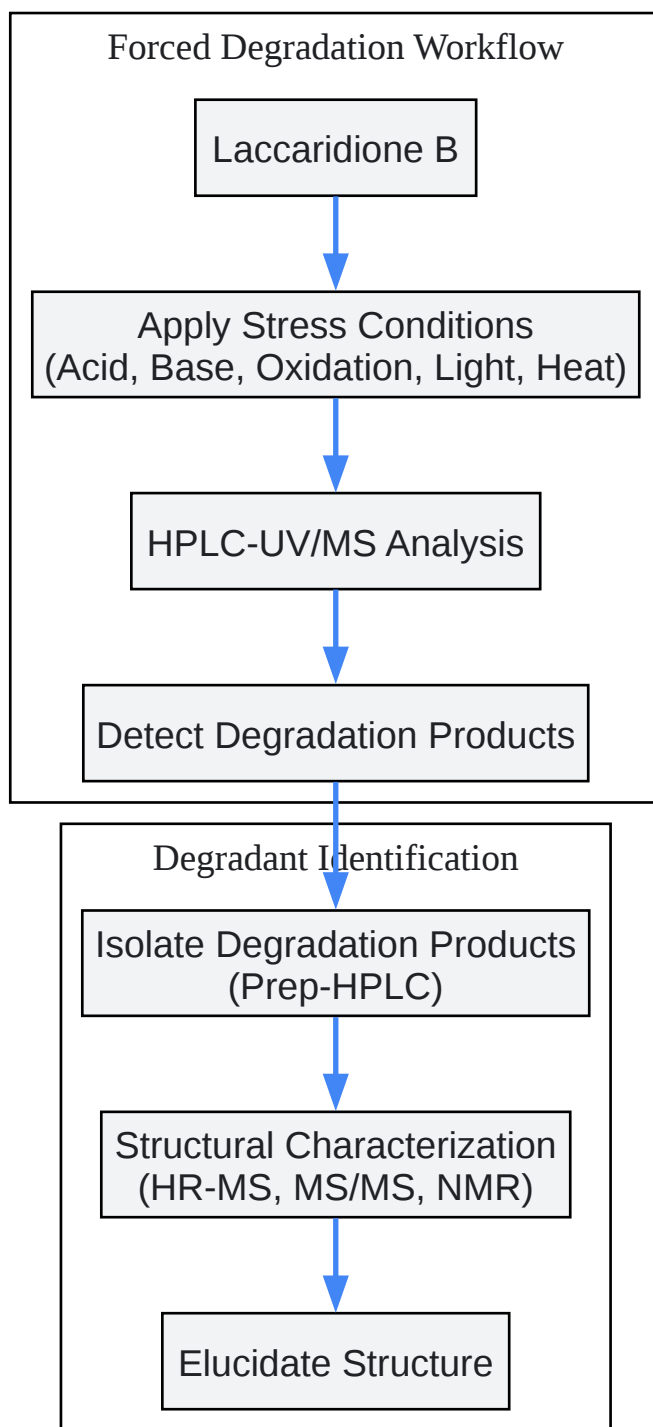 Forced Degradation Workflow
Laccaridione B
Apply Stress Conditions
(Acid, Base, Oxidation, Light, Heat)
HPLC-UV/MS Analysis
Detect Degradation Products
Degradant Identification
Isolate Degradation Products
(Prep-HPLC)
Structural Characterization
(HR-MS, MS/MS, NMR)
Elucidate Structure